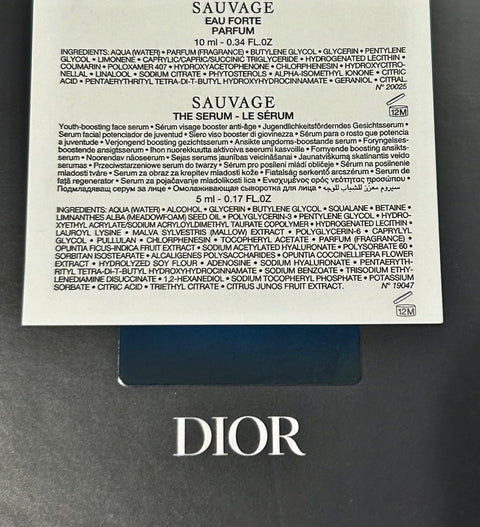 SAUVAGE
EAU FORTE
PARFUM
10 ml - 0.34 FL.OZ
INGREDIENTS: AQUA (WATER) • PARFUM (FRAGRANCE) • BUTYLENE GLYCOL • GLYCERIN • PENTYLENE
GLYCOL • LIMONENE • CAPRYLIC/CAPRIC/SUCCINIC TRIGLYCERIDE • HYDROGENATED LECITHIN •
COUMARIN • POLOXAMER 407 • HYDROXYACETOPHENONE • CHLORPHENESIN • HYDROXYCITRO-
NELLAL • LINALOOL • SODIUM CITRATE • PHYTOSTEROLS • ALPHA-ISOMETHYL IONONE • CITRIC
ACID • PENTAERYTHRITYL TETRA-DI-T-BUTYL HYDROXYHYDROCINNAMATE • GERANIOL • CITRAL.
N° 20025
12M
SAUVAGE
THE SERUM - LE SÉRUM
Youth-boosting face serum • Sérum visage booster anti-âge • Jugendlichkeitsförderndes Gesichtsserum •
Serum facial potenciador de juventud • Siero viso booster di giovinezza • Sérum para o rosto que potencia
a juventude • Verjongend boosting gezichtsserum • Ansikte ungdoms-boostande serum • Foryngelses-
boostende ansigtsserum • Ihon nuorekkuutta aktivoiva seerumi kasvoille • Fornyende boosting ansikts-
serum • Noorendav näoseerum • Sejas serums jaunības veicināšanai • Jaunatviškumą skatinantis veido
serumas • Przeciwstarzeniowe serum do twarzy • Sérum pro posílení mládí obličeje • Sérum na posilnenie
mladosti tváre • Szérum az arc fiatalosságáért • Serum za obraz za krepitev mladosti kože • Fiatalság serkentő arcszérum • Serum de
față regenerator • Serum za pojačavanje mladolikosti lica • Ενισχυμένος ορός νεότητας προσώπου •
Подмладяващ серум за лице • Омолаживающая сыворотка для лица • سيروم معزّز للشباب للوجه
5 ml - 0.17 FL.OZ
INGREDIENTS: AQUA (WATER) • ALCOHOL • GLYCERIN • BUTYLENE GLYCOL • SQUALANE • BETAINE •
LIMNANTHES ALBA (MEADOWFOAM) SEED OIL • POLYGLYCERIN-3 • PENTYLENE GLYCOL • HYDRO-
XYETHYL ACRYLATE/SODIUM ACRYLOYLDIMETHYL TAURATE COPOLYMER • HYDROGENATED LECITHIN •
LAUROYL LYSINE • MALVA SYLVESTRIS (MALLOW) EXTRACT • POLYGLYCERIN-6 • CAPRYLYL
GLYCOL • PULLULAN • CHLORPHENESIN • TOCOPHERYL ACETATE • PARFUM (FRAGRANCE) •
OPUNTIA FICUS-INDICA FRUIT EXTRACT • SODIUM ACETYLATED HYALURONATE • POLYSORBATE 60 •
SORBITAN ISOSTEARATE • ALCALIGENES POLYSACCHARIDES • OPUNTIA COCCINELLIFERA FLOWER
EXTRACT • HYDROLYZED SOY FLOUR • ADENOSINE • SODIUM HYALURONATE • PENTAERYTH-
RITYL TETRA-DI-T-BUTYL HYDROXYHYDROCINNAMATE • SODIUM BENZOATE • TRISODIUM ETHY-
LENEDIAMINE DISUCCINATE • 1,2-HEXANEDIOL • SODIUM TOCOPHERYL PHOSPHATE • POTASSIUM
SORBATE • CITRIC ACID • TRIETHYL CITRATE • CITRUS JUNOS FRUIT EXTRACT.
N° 19047
12M
DIOR